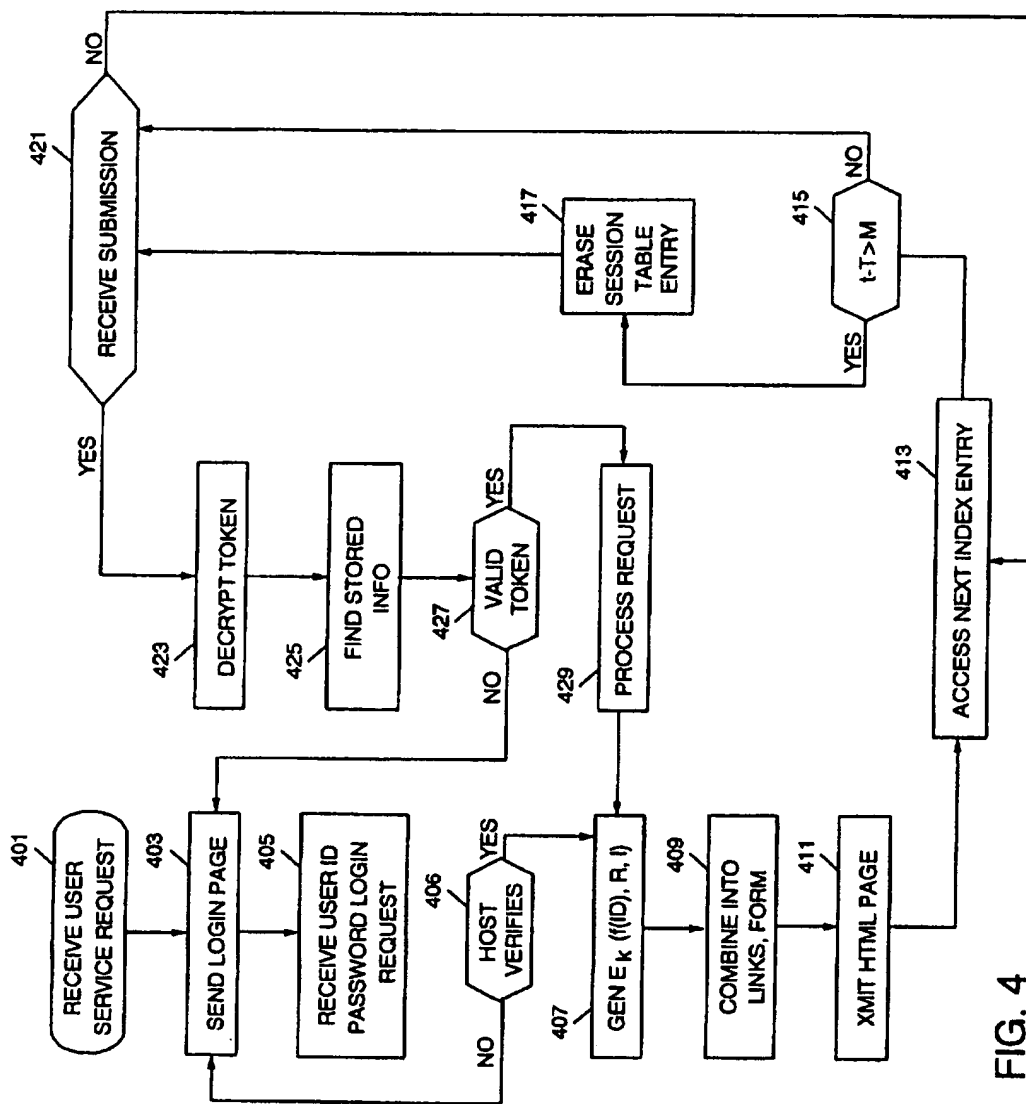 401
RECEIVE USER
SERVICE REQUEST
403
SEND LOGIN PAGE
405
RECEIVE USER ID
PASSWORD LOGIN
REQUEST
406
HOST
VERIFIES
NO
YES
407
GEN E_k (f(ID), R, I)
409
COMBINE INTO
LINKS, FORM
411
XMIT HTML PAGE
413
ACCESS NEXT INDEX ENTRY
415
t-T>M
YES
NO
417
ERASE
SESSION
TABLE
ENTRY
421
RECEIVE SUBMISSION
YES
NO
423
DECRYPT TOKEN
425
FIND STORED
INFO
427
VALID
TOKEN
NO
YES
429
PROCESS REQUEST
FIG. 4